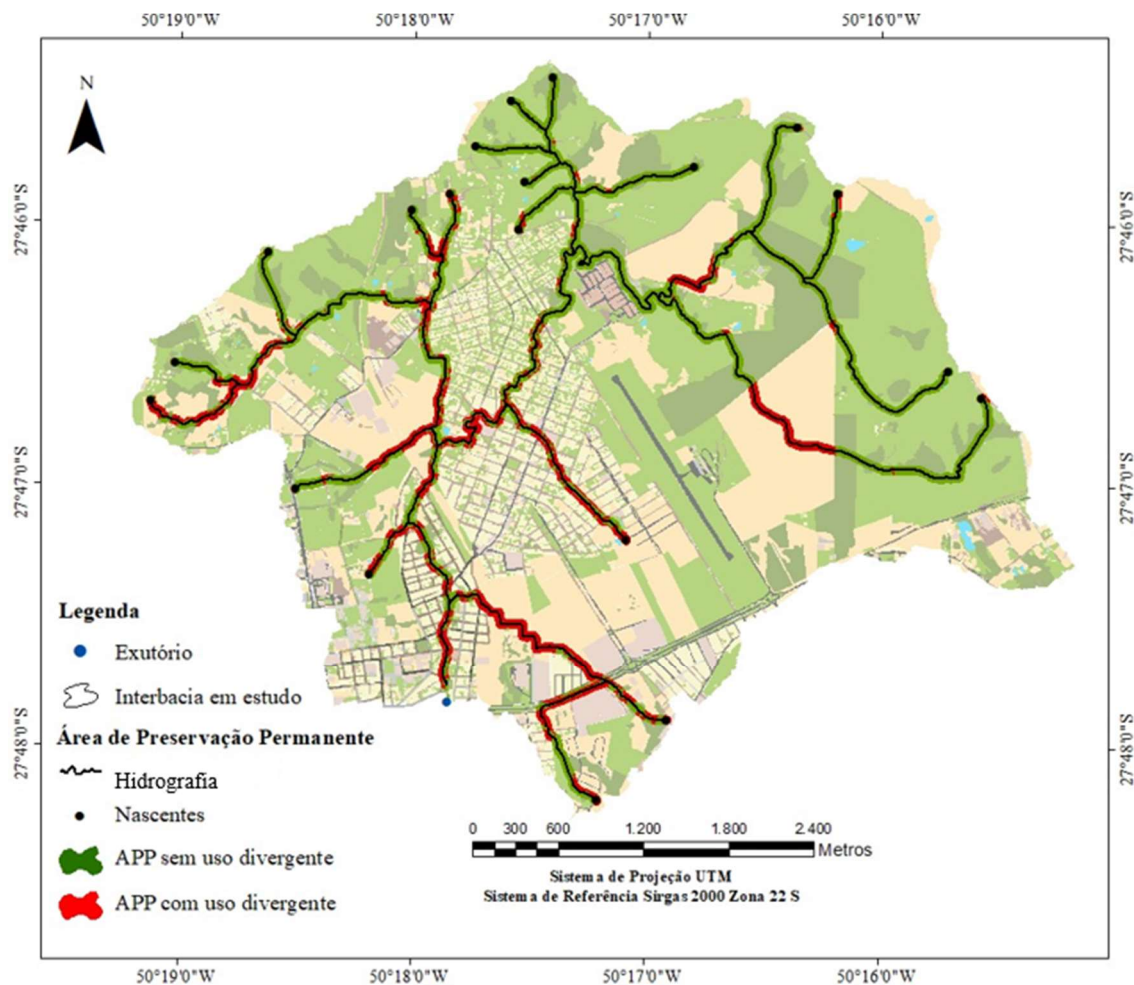 50°19'0"W 50°18'0"W 50°17'0"W 50°16'0"W
N
27°46'0"S 27°46'0"S
27°47'0"S 27°47'0"S
Legenda
Exutório
Interbacia em estudo
Área de Preservação Permanente
27°48'0"S 27°48'0"S
Hidrografía
Nascentes
APP sem uso divergente
APP com uso divergente
0 300 600 1.200 1.800 2.400
Metros
Sistema de Projeção UTM
Sistema de Referência Sirgas 2000 Zona 22 S
50°19'0"W 50°18'0"W 50°17'0"W 50°16'0"W